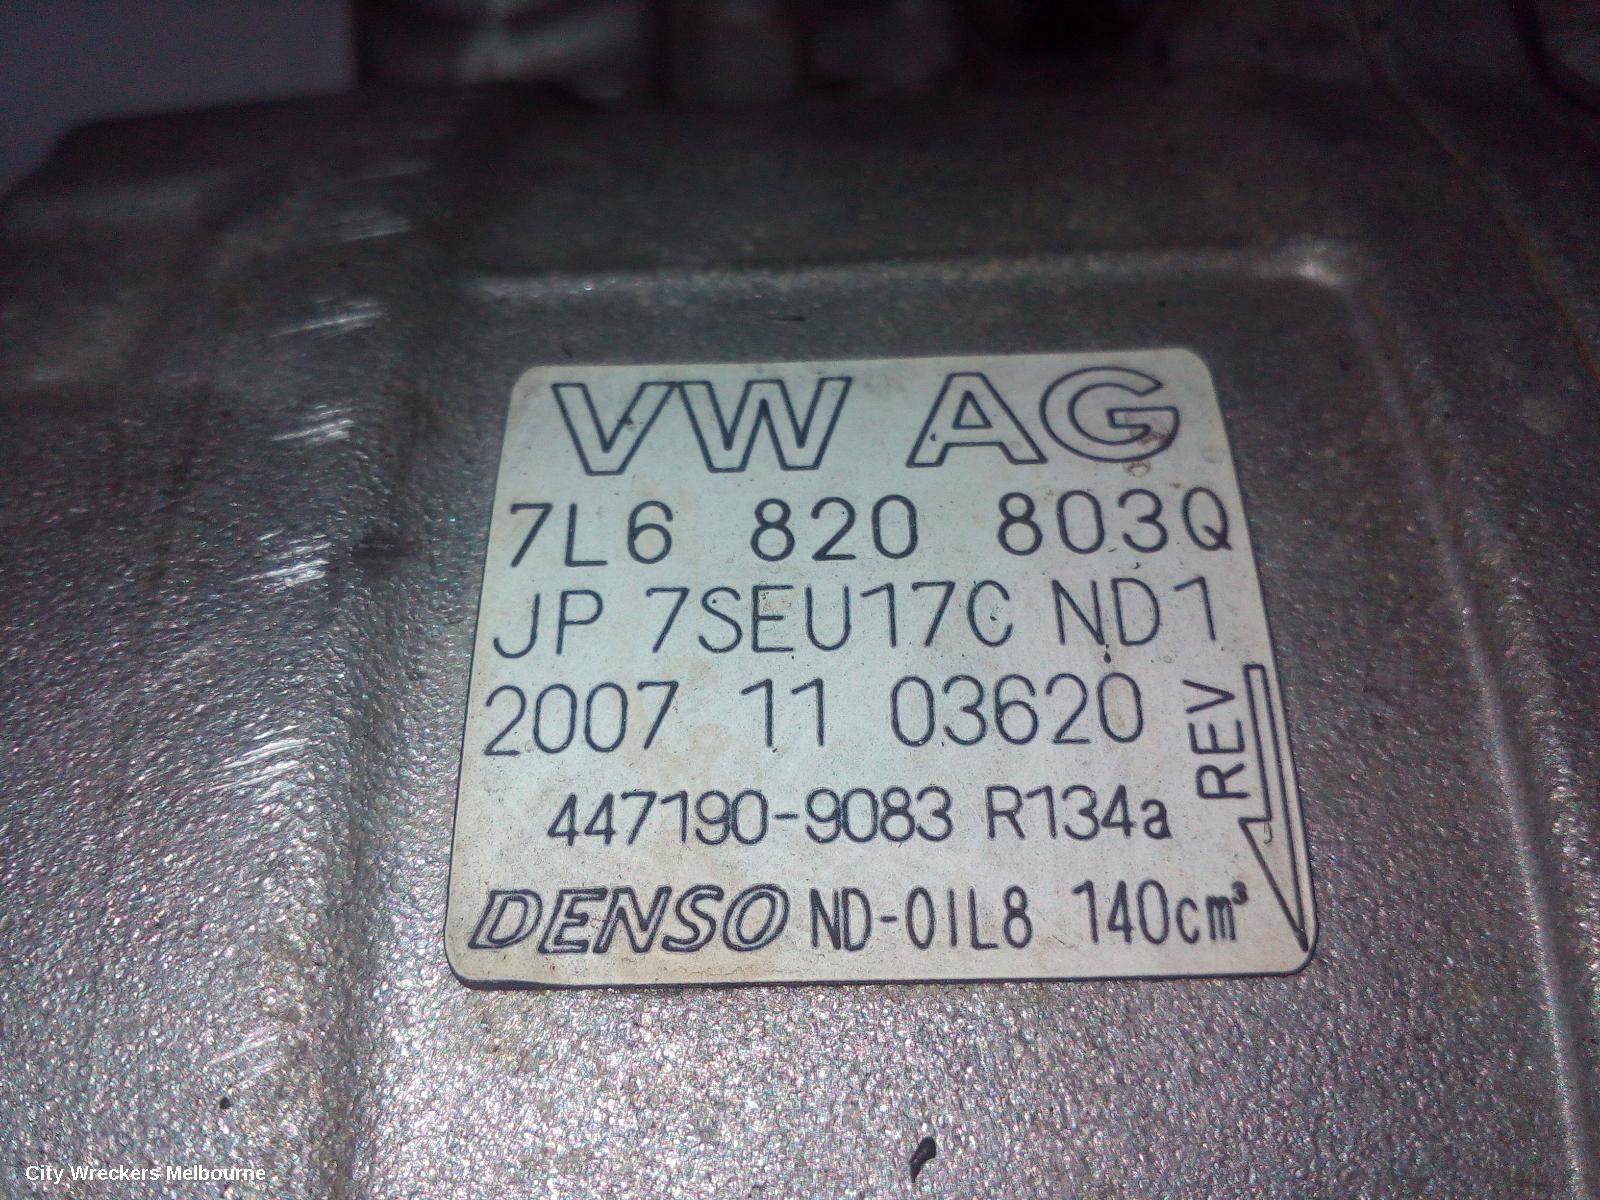 VW AG
7L6 820 803Q
JP 7SEU17C ND1
2007 11 03620
REV
447190-9083 R134a
DENSO ND-OIL8 140cm³
City Wreckers Melbourne